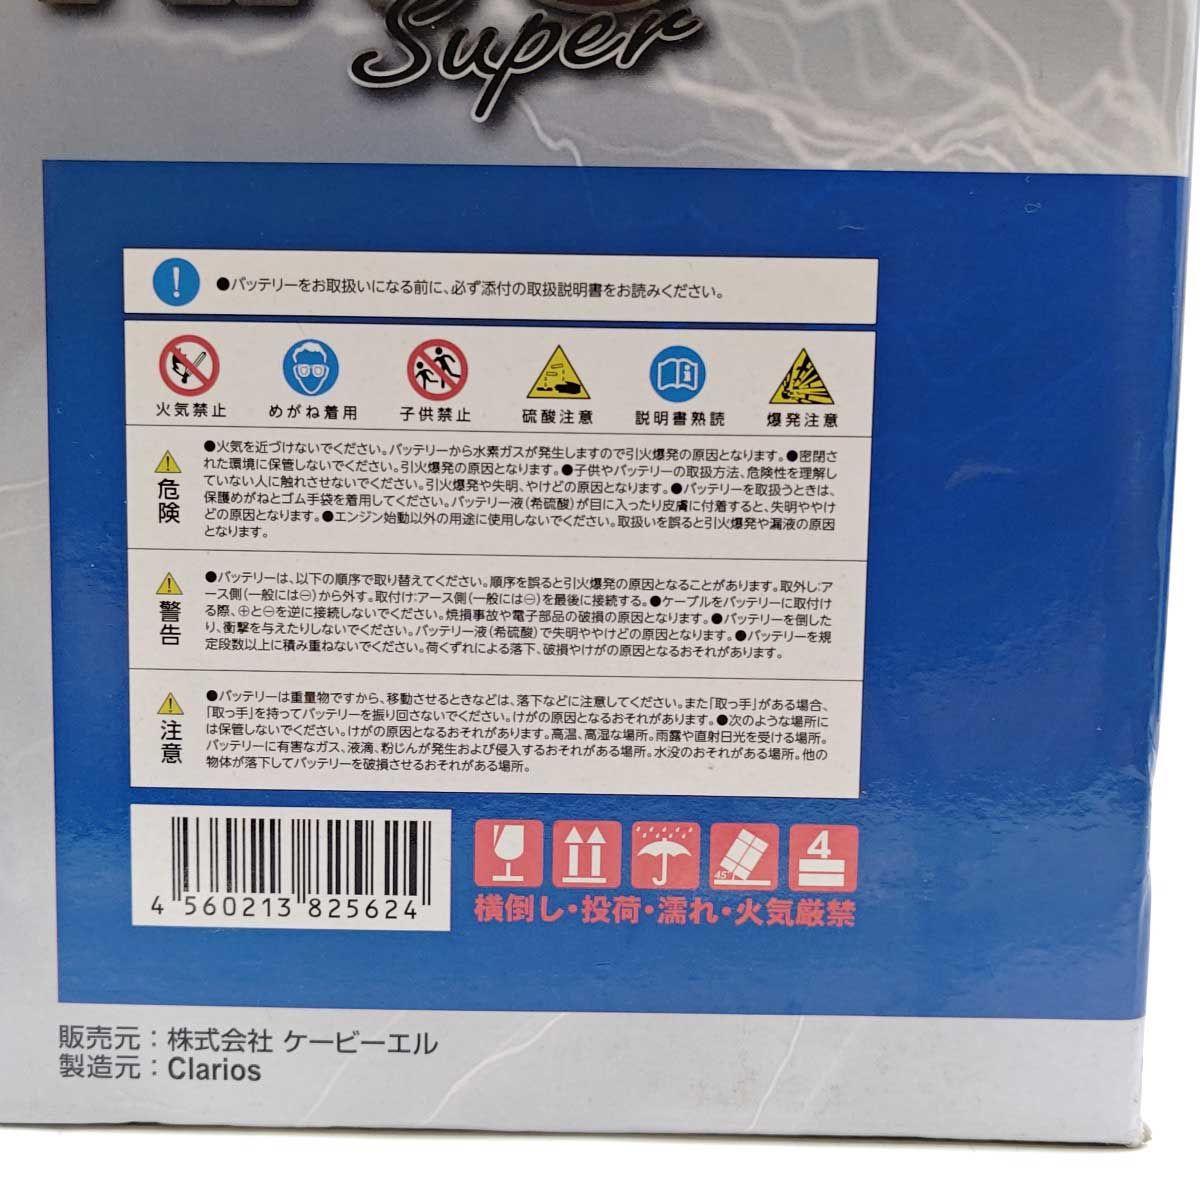 Super
●バッテリーをお取扱いになる前に、必ず添付の取扱説明書をお読みください。
火気禁止 めがね着用 子供禁止 硫酸注意 説明書熟読 爆発注意
危険
●火気を近づけないでください。バッテリーから水素ガスが発生しますので引火爆発の原因となります。●密閉さ
れた環境に保管しないでください。引火爆発の原因となります。●子供やバッテリーの取扱方法、危険性を理解し
ていない人に触れさせないでください。引火爆発や失明、やけどの原因となります。●バッテリーを取扱うときは、
保護めがねとゴム手袋を着用してください。バッテリー液(希硫酸)が目に入ったり皮膚に付着すると、失明ややけ
どの原因となります。●エンジン始動以外の用途に使用しないでください。取扱いを誤ると引火爆発や漏液の原因
となります。
警告
●バッテリーは、以下の順序で取り替えてください。順序を誤ると引火爆発の原因となることがあります。取外し:ア
ース側(一般には⊖)から外す。取付け:アース側(一般には⊖)を最後に接続する。●ケーブルをバッテリーに取付け
る際、⊕と⊖を逆に接続しないでください。焼損事故や電子部品の破損の原因となります。●バッテリーを倒した
り、衝撃を与えたりしないでください。バッテリー液(希硫酸)で失明ややけどの原因となります。●バッテリーを規
定段数以上に積み重ねないでください。荷くずれによる落下、破損やけがの原因となるおそれがあります。
注意
●バッテリーは重量物ですから、移動させるときなどは、落下などに注意してください。また「取っ手」がある場合、
「取っ手」を持ってバッテリーを振り回さないでください。けがの原因となるおそれがあります。●次のような場所に
は保管しないでください。けがの原因となるおそれがあります。高温、高湿な場所。雨露や直射日光を受ける場所。
バッテリーに有害なガス、液滴、粉じんが発生および侵入するおそれがある場所。水没のおそれがある場所。他の
物体が落下してバッテリーを破損させるおそれがある場所。
4 560213 825624
45°
4
横倒し・投荷・濡れ・火気厳禁
販売元：株式会社 ケービーエル
製造元：Clarios